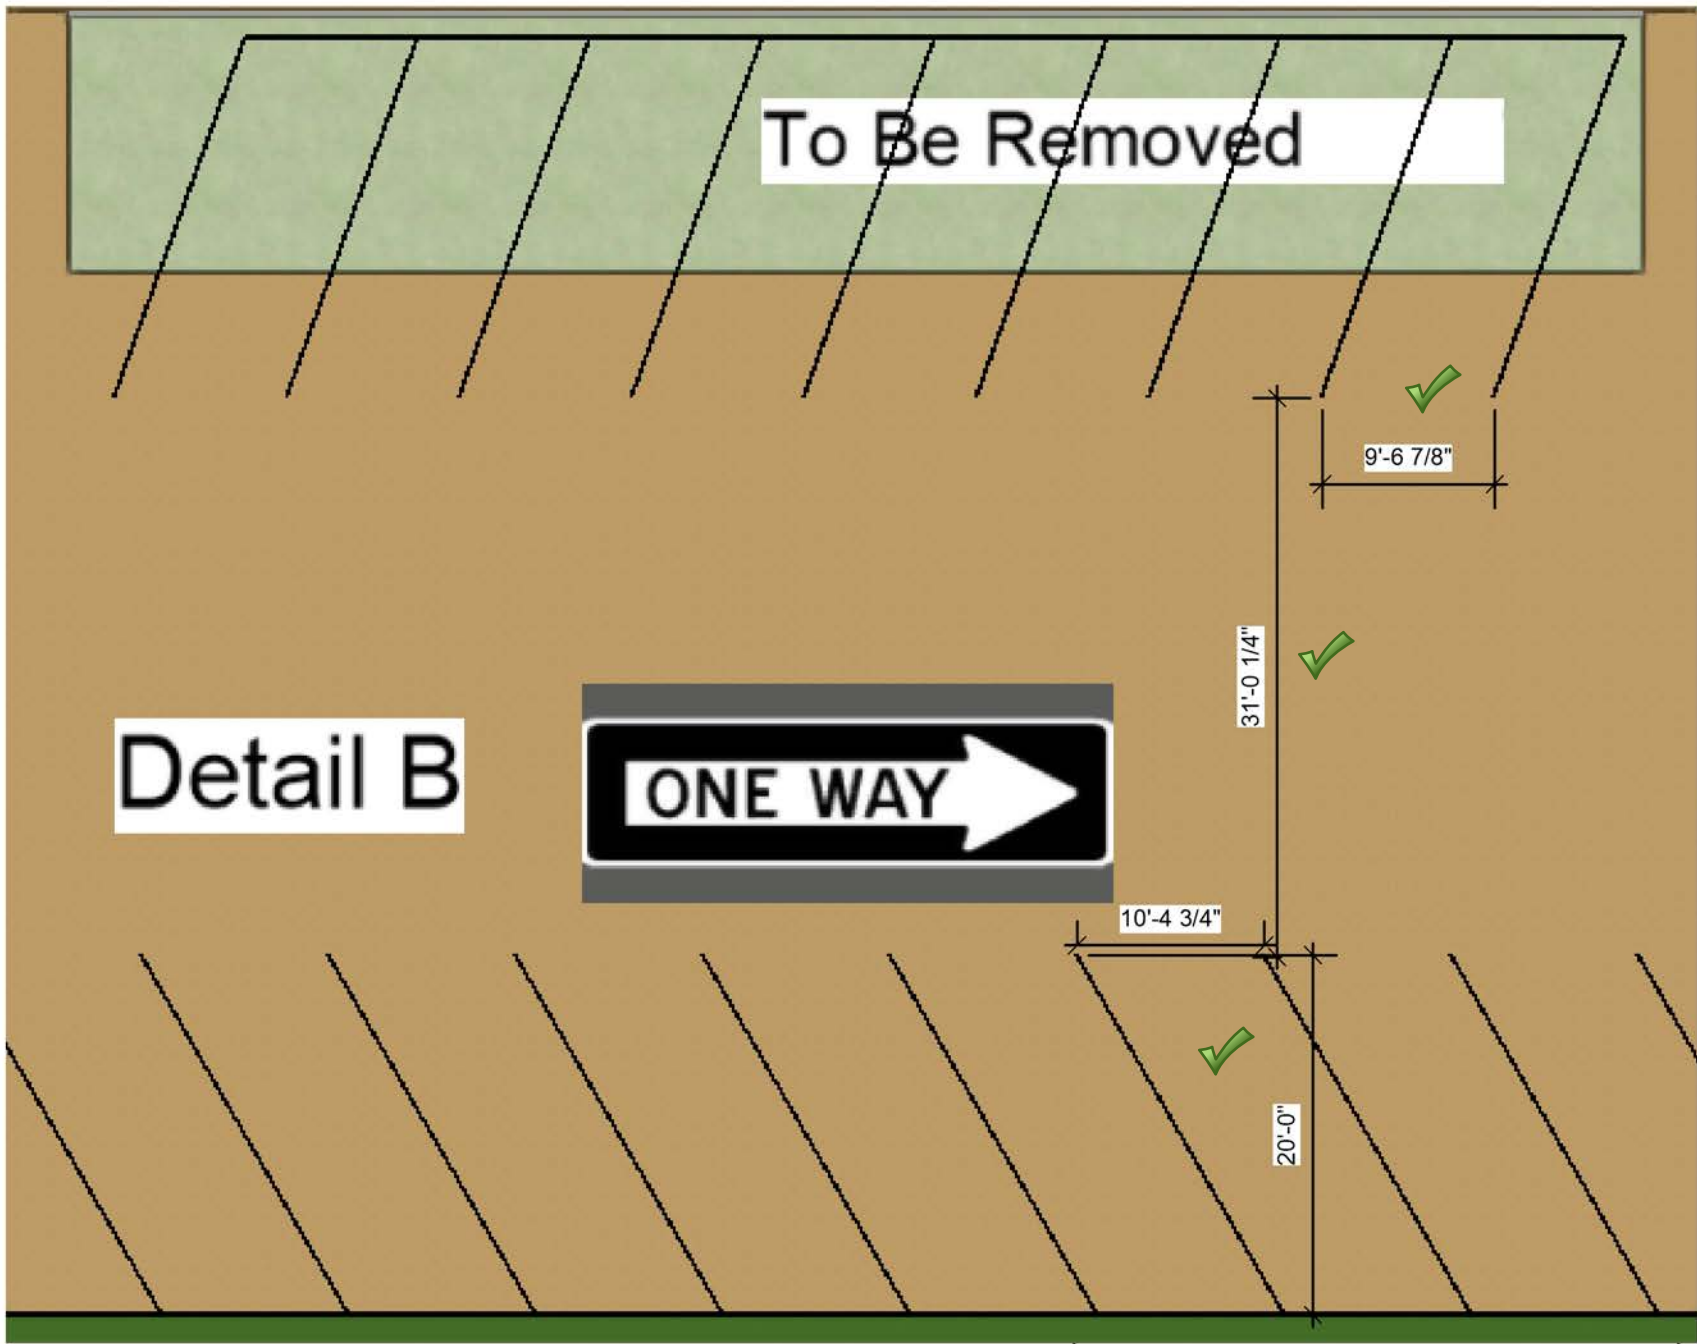 To Be Removed
9'-6 7/8"
31'-0 1/4"
Detail B
ONE WAY
10'-4 3/4"
20'-0"